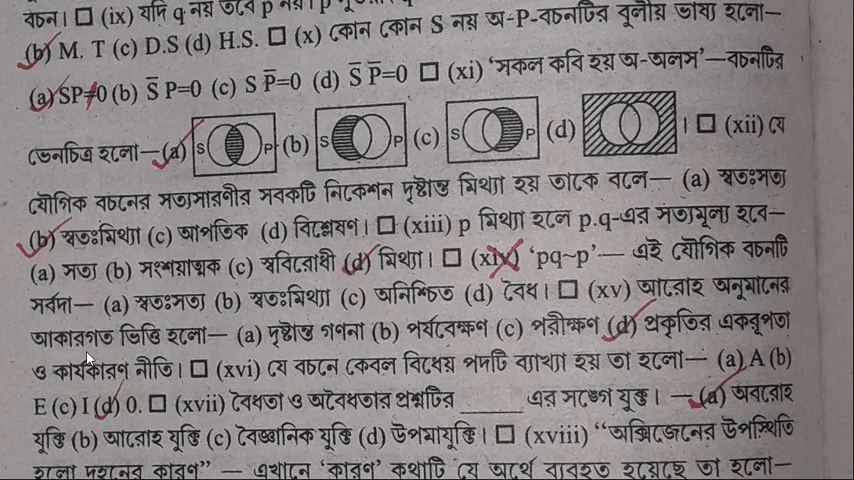 বচন। □ (ix) যদি q নয় তবে p নয়।
(b) M. T (c) D.S (d) H.S. □ (x) কোন কোন S নয় অ-P-বচনটির বুলীয় ভাষ্য হলো—
(a) SP≠0 (b) S̄ P=0 (c) S P̄=0 (d) S̄ P̄=0 □ (xi) ‘সকল কবি হয় অ-অলস’—বচনটির
ভেনচিত্র হলো—(a) S P (b) S P (c) S P (d) । □ (xii) যে
যৌগিক বচনের সত্যসারণীর সবকটি নিবেশন দৃষ্টান্ত মিথ্যা হয় তাকে বলে— (a) স্বতঃসত্য
(b) স্বতঃমিথ্যা (c) আপতিক (d) বিশ্লেষণ। □ (xiii) p মিথ্যা হলে p.q-এর সত্যমূল্য হবে—
(a) সত্য (b) সংশয়াত্মক (c) স্ববিরোধী (d) মিথ্যা। □ (xiv) ‘pq~p’— এই যৌগিক বচনটি
সর্বদা— (a) স্বতঃসত্য (b) স্বতঃমিথ্যা (c) অনিশ্চিত (d) বৈধ। □ (xv) আরোহ অনুমানের
আকারগত ভিত্তি হলো— (a) দৃষ্টান্ত গণনা (b) পর্যবেক্ষণ (c) পরীক্ষণ (d) প্রকৃতির একরূপতা
ও কার্যকারণ নীতি। □ (xvi) যে বচনে কেবল বিধেয় পদটি ব্যাখ্যা হয় তা হলো— (a) A (b)
E (c) I (d) 0. □ (xvii) বৈধতা ও অবৈধতার প্রশ্নটির ______ এর সঙ্গে যুক্ত। —(a) অবরোহ
যুক্তি (b) আরোহ যুক্তি (c) বৈজ্ঞানিক যুক্তি (d) উপমাযুক্তি। □ (xviii) “অক্সিজেনের উপস্থিতি
হলো দহনের কারণ” — এখানে ‘কারণ’ কথাটি যে অর্থে ব্যবহৃত হয়েছে তা হলো—